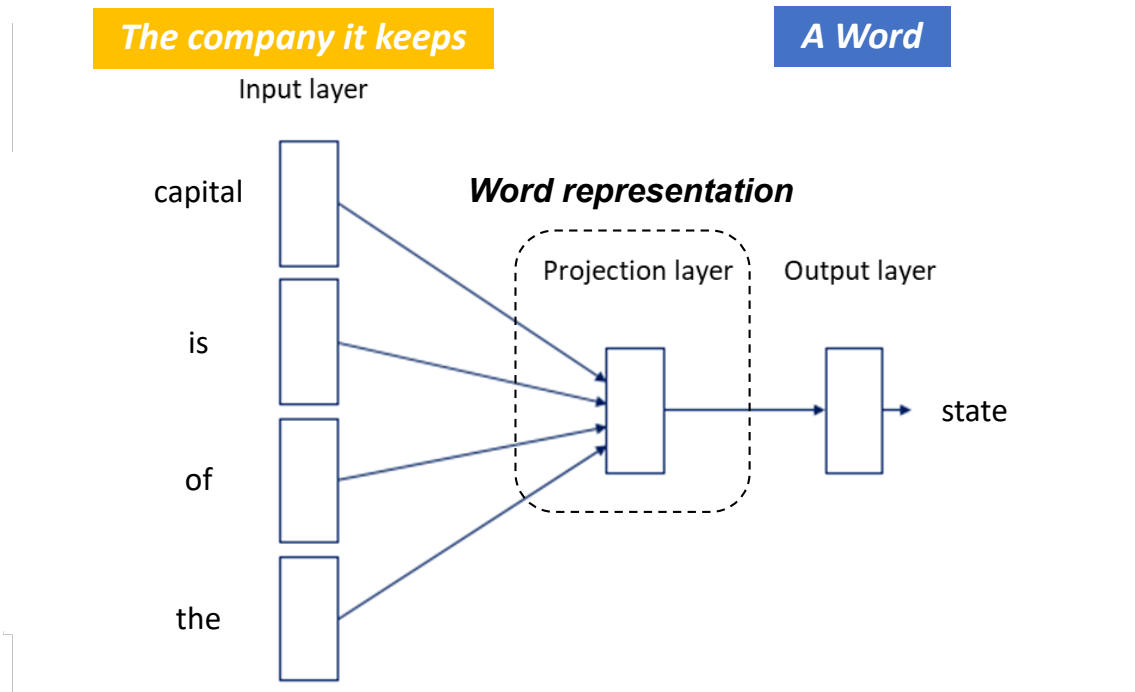 The company it keeps
A Word
Input layer
capital
Word representation
Projection layer
Output layer
is
state
of
the